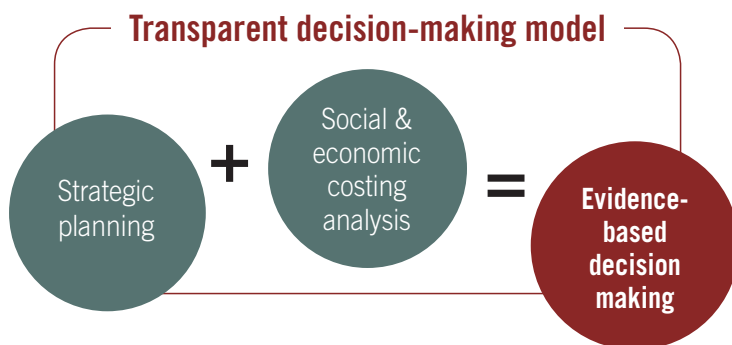 Transparent decision-making model
Strategic
planning
+
Social &
economic
costing
analysis
=
Evidence-
based
decision
making